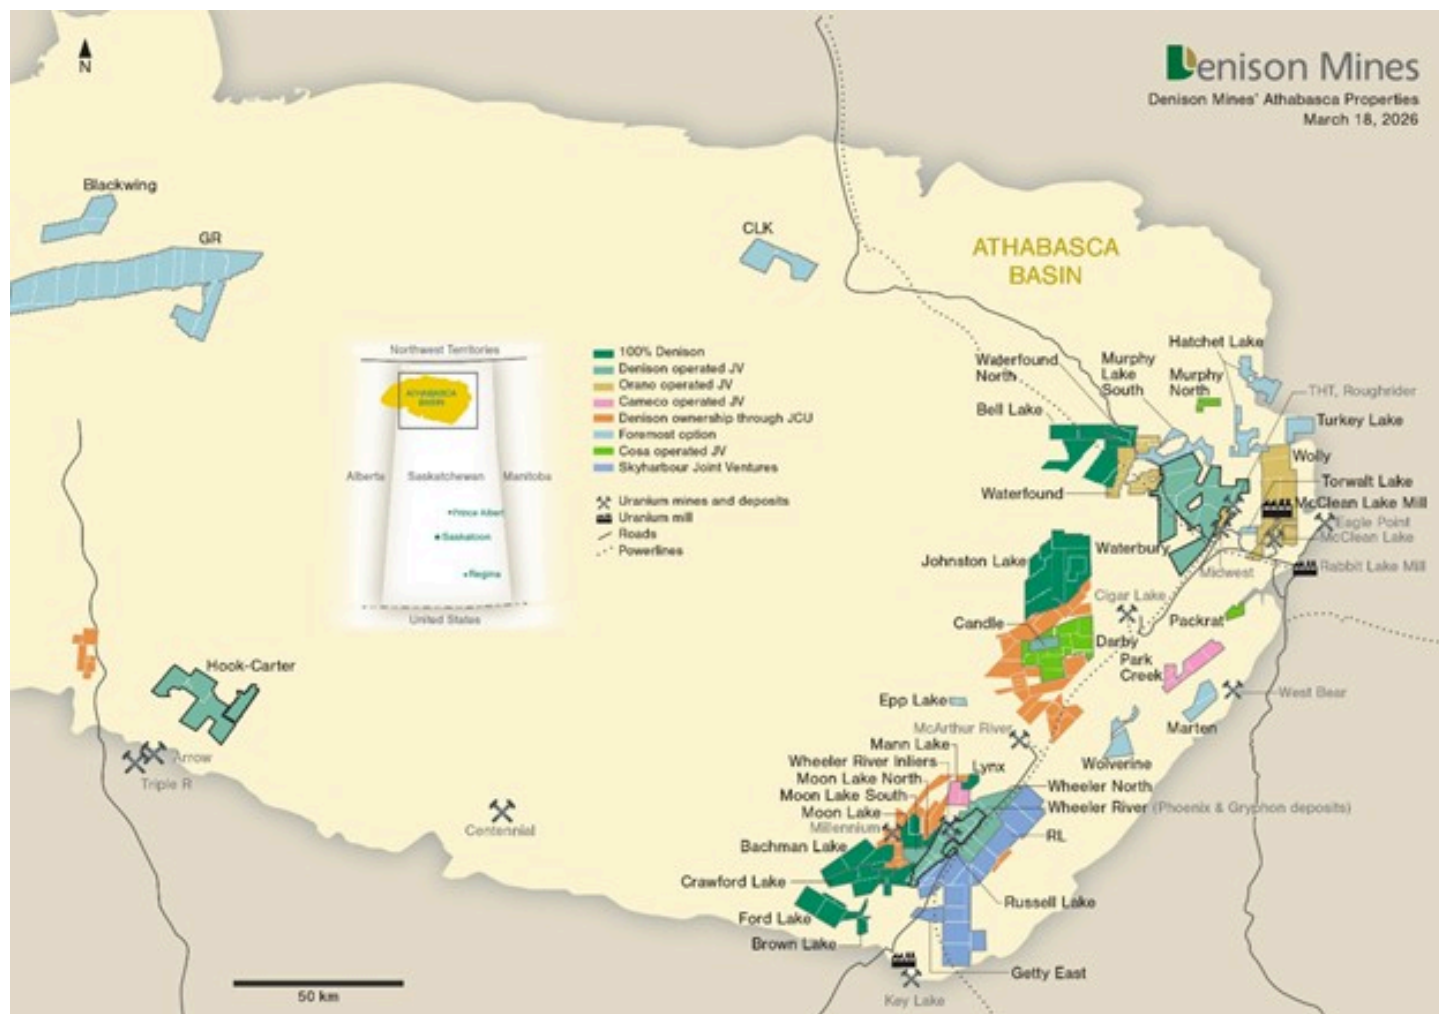 N
Denison Mines
Denison Mines' Athabasca Properties
March 18, 2026
Blackwing
GR
CLK
ATHABASCA
BASIN
Northwest Territories
ATHABASCA
BASIN
Alberta
Saskatchewan
Manitoba
Prince Albert
Saskatoon
Regina
United States
100% Denison
Denison operated JV
Orano operated JV
Cameco operated JV
Denison ownership through JCU
Foremost option
Cosa operated JV
Skyharbour Joint Ventures
Uranium mines and deposits
Uranium mill
Roads
Powerlines
Hatchet Lake
Waterfound
North
Murphy
Lake
South
Murphy
North
THT, Roughrider
Bell Lake
Turkey Lake
Wolly
Torwalt Lake
Waterfound
McClean Lake Mill
Eagle Point
McClean Lake
Waterbury
Midwest
Rabbit Lake Mill
Johnston Lake
Cigar Lake
Candle
Packrat
Darby
Park
Creek
Hook-Carter
Epp Lake
West Bear
McArthur River
Marten
Mann Lake
Wolverine
Wheeler River Inliers
Lynx
Moon Lake North
Wheeler North
Moon Lake South
Wheeler River (Phoenix & Gryphon deposits)
Moon Lake
Millennium
RL
Bachman Lake
Crawford Lake
Russell Lake
Ford Lake
Brown Lake
Getty East
Key Lake
Arrow
Triple R
Centennial
50 km